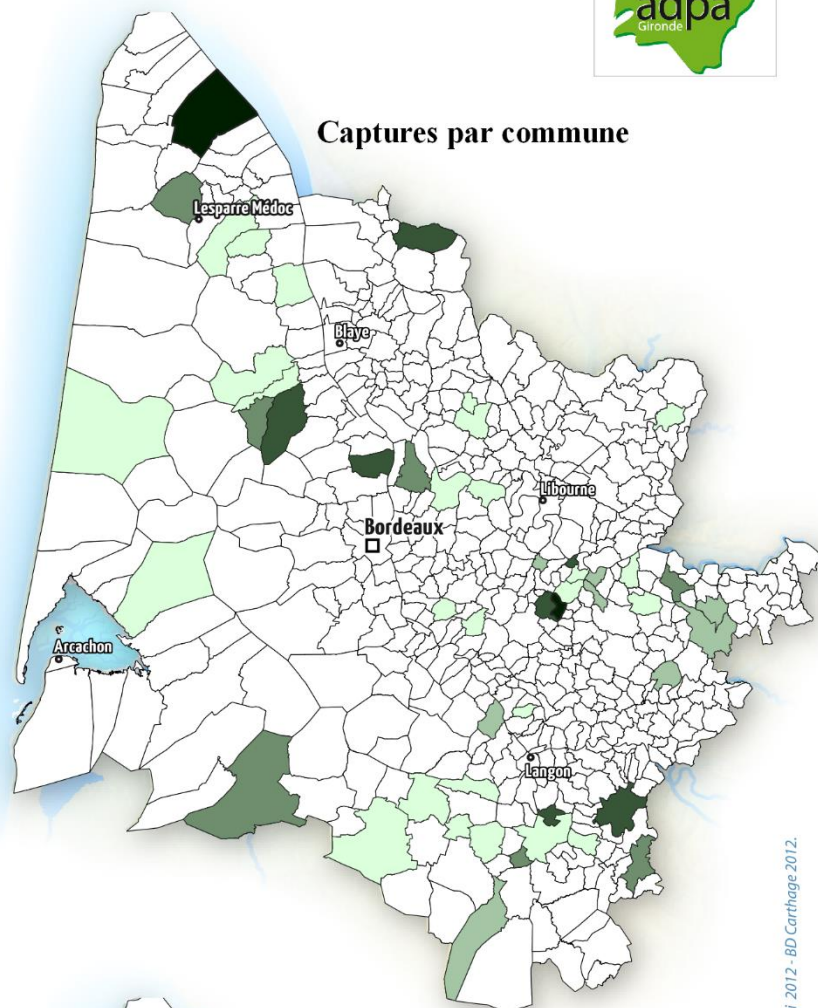 adpa
Gironde
Captures par commune
Lesparre Médoc
Blaye
Libourne
Bordeaux
Arcachon
Langon
2012 - BD Carthage 2012.